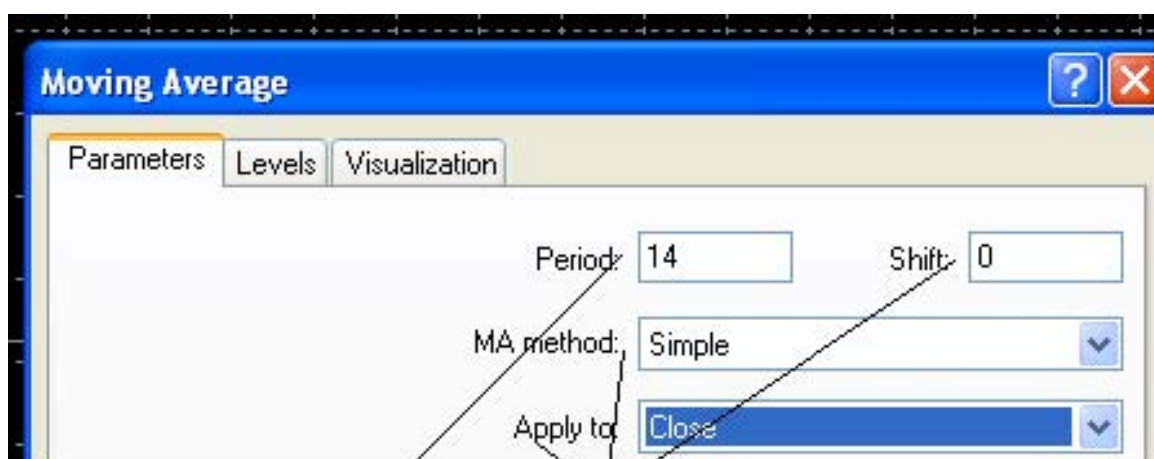 Moving Average
Parameters Levels Visualization
Period: 14 Shift: 0
MA method: Simple
Apply to: Close